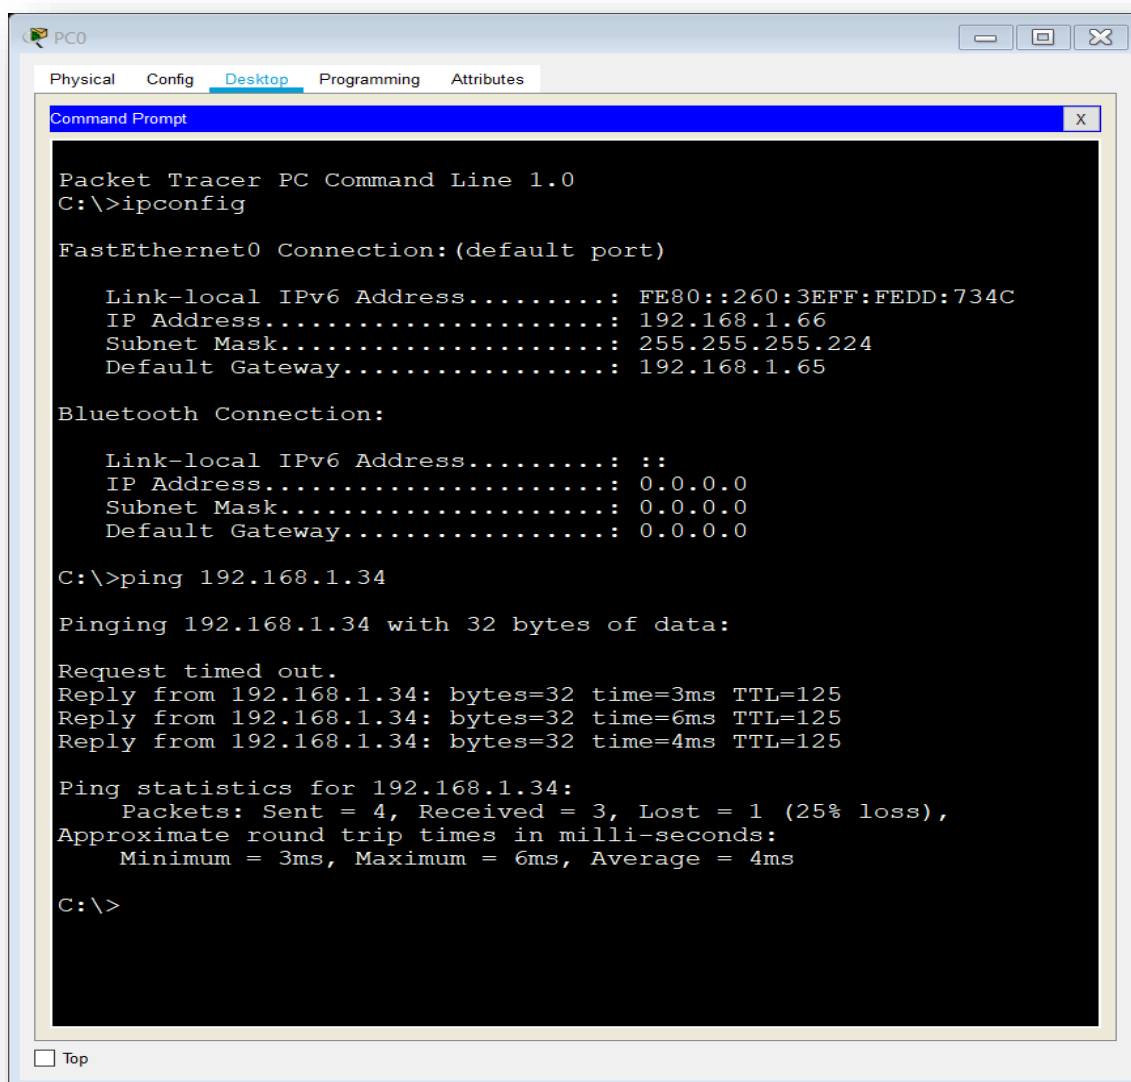 PC0
Physical Config Desktop Programming Attributes
Command Prompt X
Packet Tracer PC Command Line 1.0
C:\>ipconfig
FastEthernet0 Connection:(default port)
Link-local IPv6 Address.........: FE80::260:3EFF:FEDD:734C
IP Address......................: 192.168.1.66
Subnet Mask.....................: 255.255.255.224
Default Gateway.................: 192.168.1.65
Bluetooth Connection:
Link-local IPv6 Address.........: ::
IP Address......................: 0.0.0.0
Subnet Mask.....................: 0.0.0.0
Default Gateway.................: 0.0.0.0
C:\>ping 192.168.1.34
Pinging 192.168.1.34 with 32 bytes of data:
Request timed out.
Reply from 192.168.1.34: bytes=32 time=3ms TTL=125
Reply from 192.168.1.34: bytes=32 time=6ms TTL=125
Reply from 192.168.1.34: bytes=32 time=4ms TTL=125
Ping statistics for 192.168.1.34:
Packets: Sent = 4, Received = 3, Lost = 1 (25% loss),
Approximate round trip times in milli-seconds:
Minimum = 3ms, Maximum = 6ms, Average = 4ms
C:\>
Top